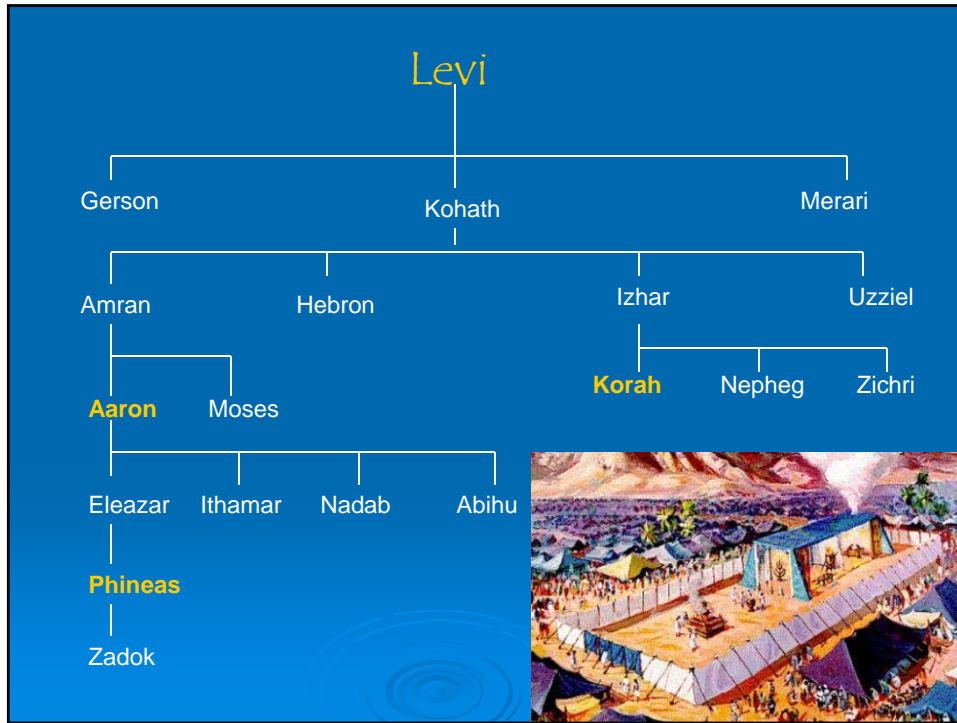 Levi
Gerson Kohath Merari
Amran Hebron Izhar Uzziel
Korah Nepheg Zichri
Aaron Moses
Eleazar Ithamar Nadab Abihu
Phineas
Zadok